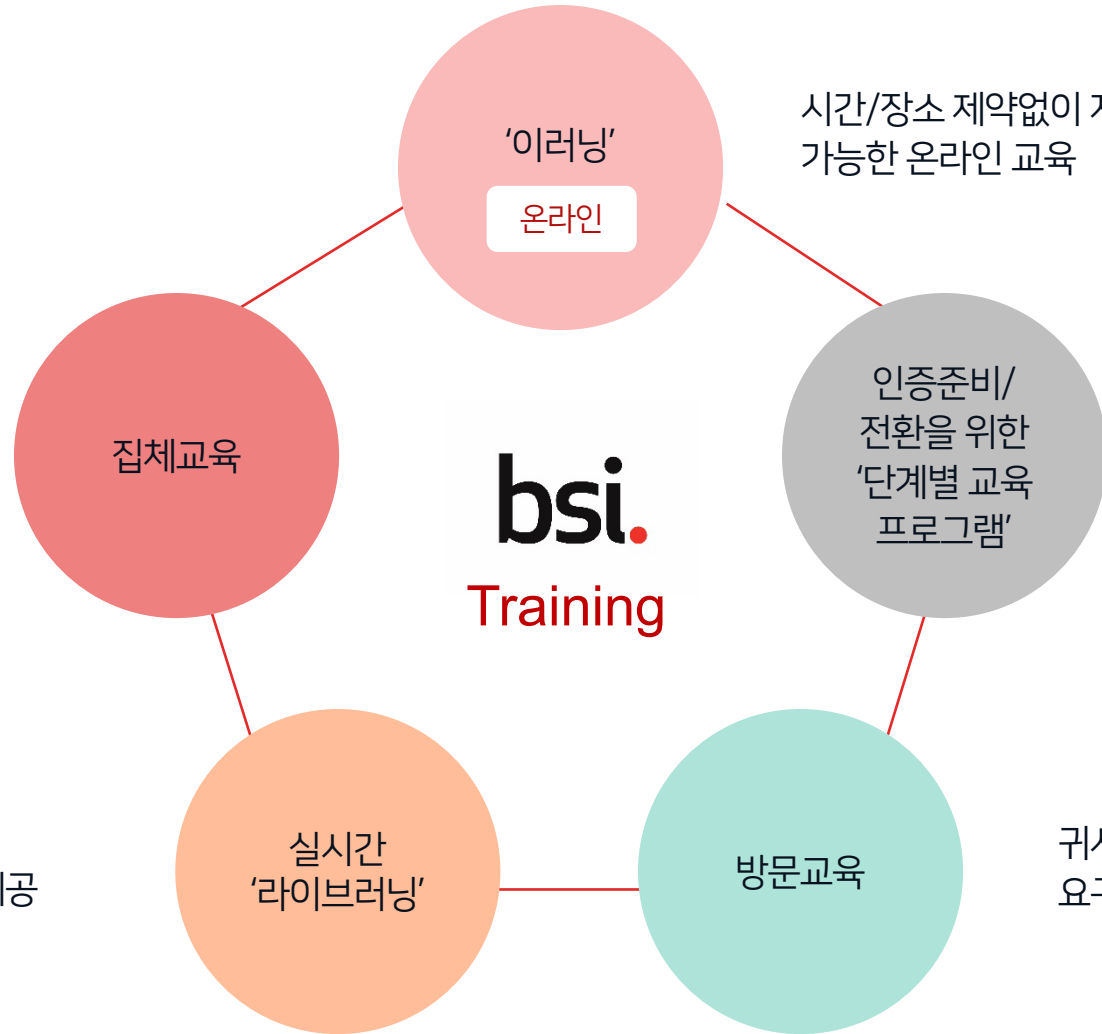 '이러닝'
온라인
시간/장소 제약없이
가능한 온라인 교육
집체교육
인증준비/
전환을 위한
'단계별 교육
프로그램'
bsi.
Training
실시간
'라이브러닝'
방문교육